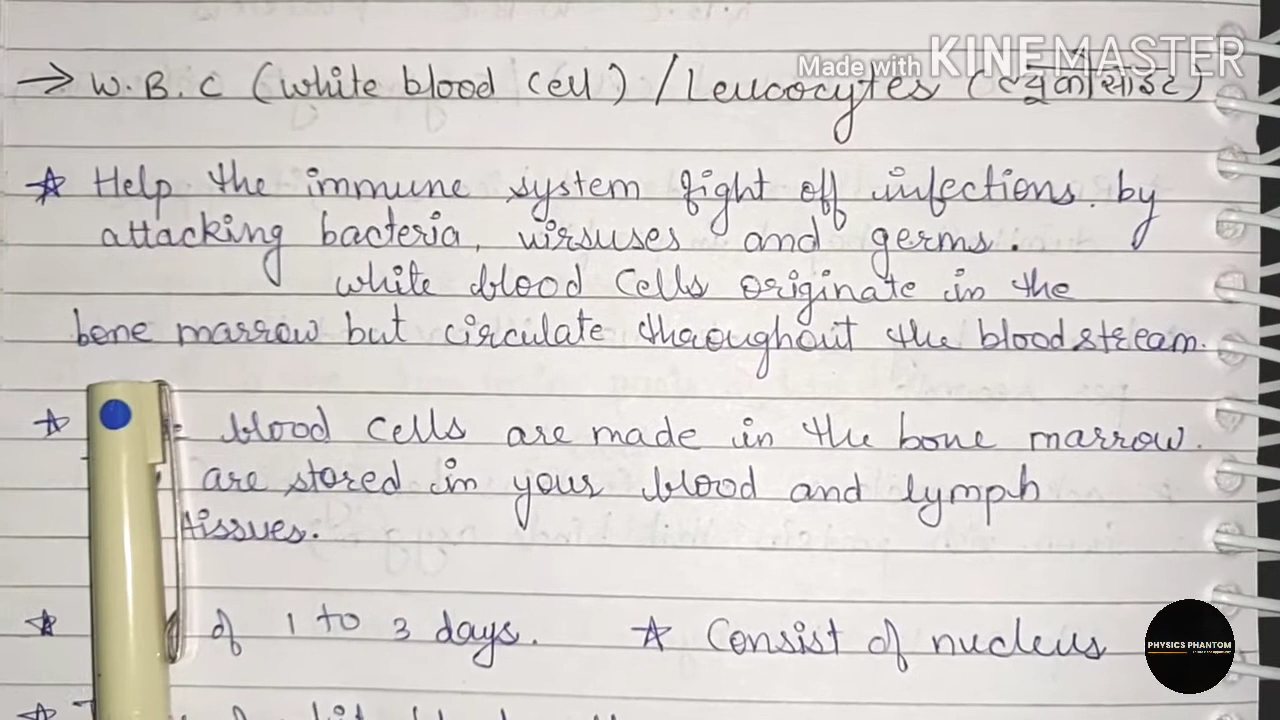 Made with KINEMASTER
→ W.B.C (white blood cell) / Leucocytes (ल्यूकोसाइट)
☆ Help the immune system fight off infections. by
attacking bacteria, virsuses and germs.
white blood cells originate in the
bone marrow but circulate throughout the bloodstream.
☆ blood cells are made in the bone marrow.
are stored in your blood and lymph
tissues.
☆ of 1 to 3 days. ☆ Consist of nucleus
PHYSICS PHANTOM
☆